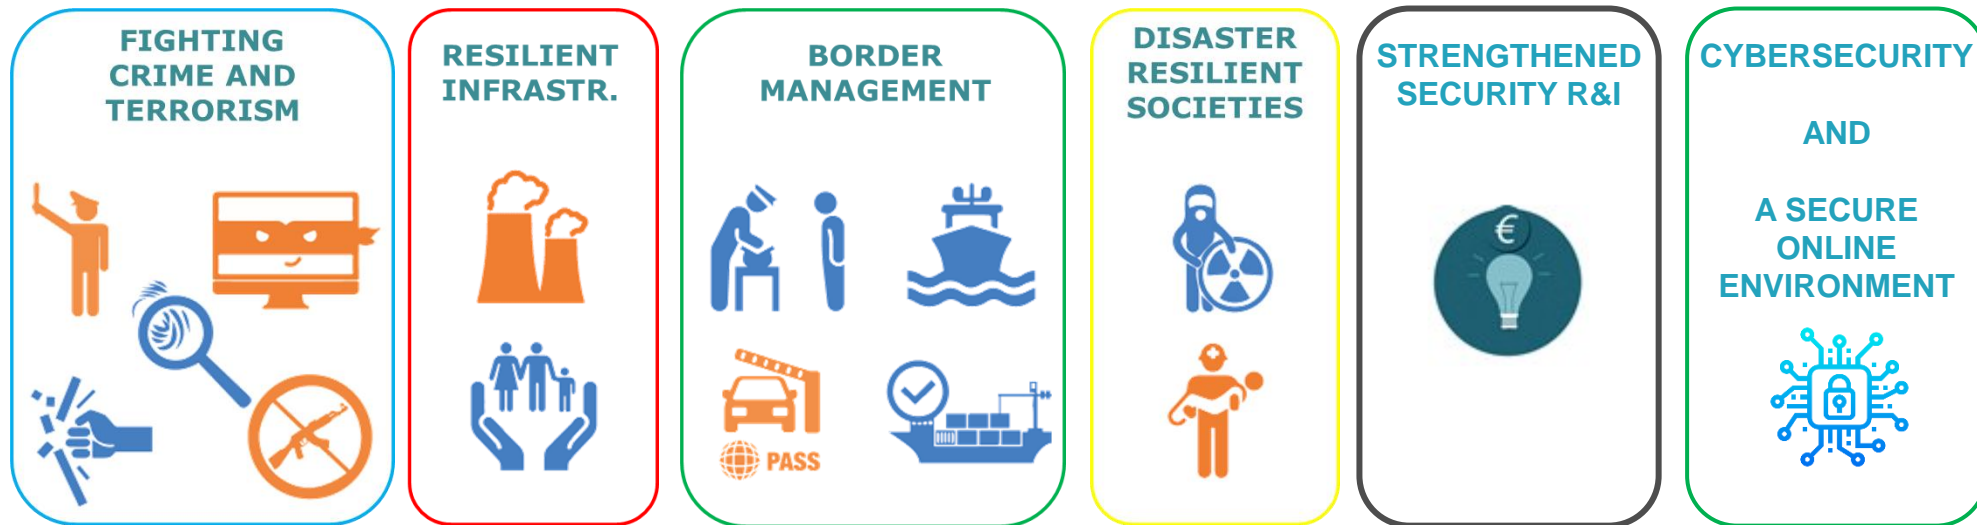 FIGHTING
CRIME AND
TERRORISM
RESILIENT
INFRASTR.
BORDER
MANAGEMENT
PASS
DISASTER
RESILIENT
SOCIETIES
STRENGTHENED
SECURITY R&I
€
CYBERSECURITY
AND
A SECURE
ONLINE
ENVIRONMENT